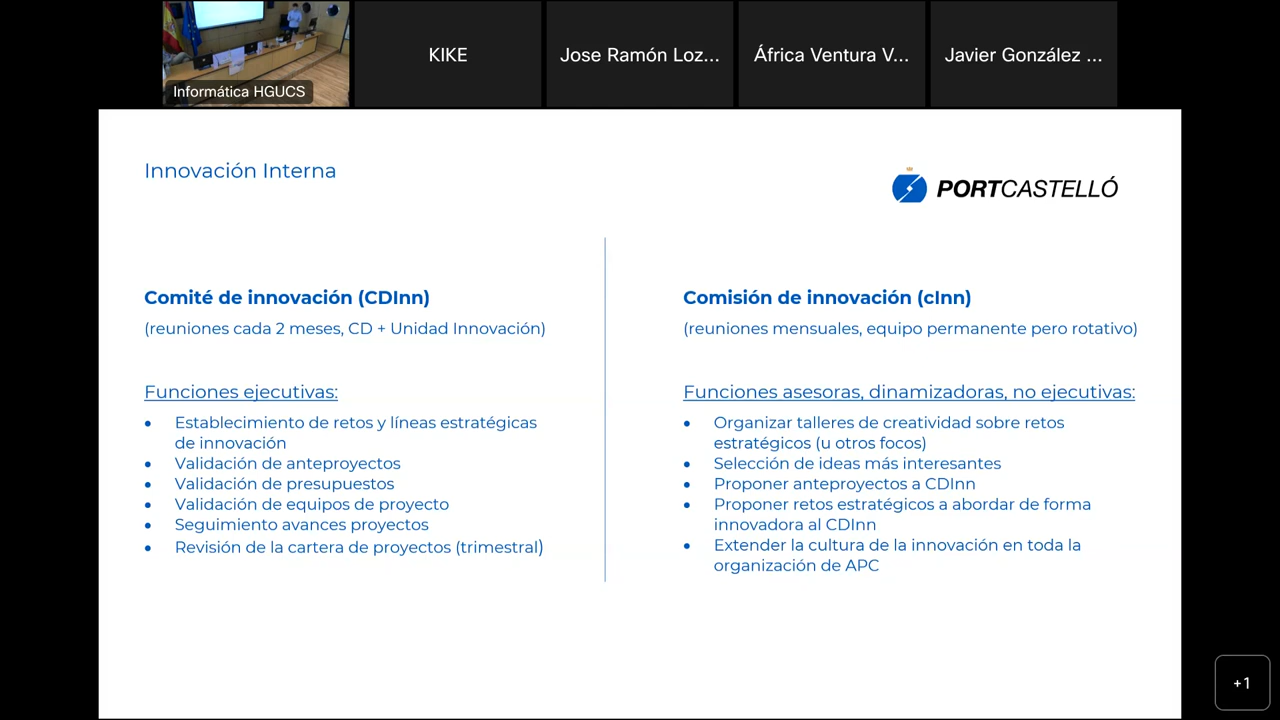 Informática HGUCS
KIKE
Jose Ramón Loz...
África Ventura V...
Javier González ...
Innovación Interna
PORTCASTELLÓ
Comité de innovación (CDInn)
(reuniones cada 2 meses, CD + Unidad Innovación)
Funciones ejecutivas:
• Establecimiento de retos y líneas estratégicas
de innovación
• Validación de anteproyectos
• Validación de presupuestos
• Validación de equipos de proyecto
• Seguimiento avances proyectos
• Revisión de la cartera de proyectos (trimestral)
Comisión de innovación (cInn)
(reuniones mensuales, equipo permanente pero rotativo)
Funciones asesoras, dinamizadoras, no ejecutivas:
• Organizar talleres de creatividad sobre retos
estratégicos (u otros focos)
• Selección de ideas más interesantes
• Proponer anteproyectos a CDInn
• Proponer retos estratégicos a abordar de forma
innovadora al CDInn
• Extender la cultura de la innovación en toda la
organización de APC
+1